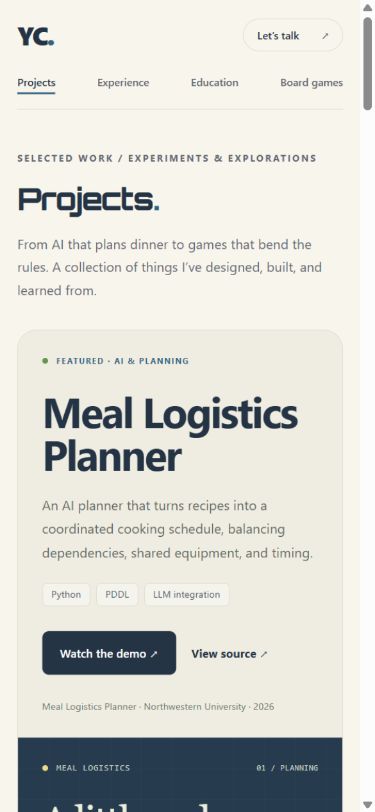 YC.
Let's talk ↗
Projects Experience Education Board games
SELECTED WORK / EXPERIMENTS & EXPLORATIONS
Projects.
From AI that plans dinner to games that bend the
rules. A collection of things I've designed, built, and
learned from.
FEATURED · AI & PLANNING
Meal Logistics
Planner
An AI planner that turns recipes into a
coordinated cooking schedule, balancing
dependencies, shared equipment, and timing.
Python PDDL LLM integration
Watch the demo ↗ View source ↗
Meal Logistics Planner · Northwestern University · 2026
MEAL LOGISTICS 01 / PLANNING